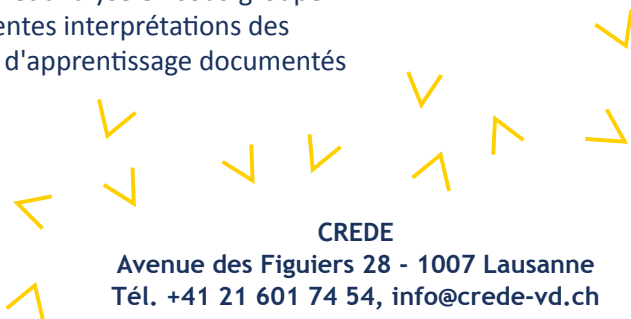 entes interprétations des
d'apprentissage documentés
CREDE
Avenue des Figuiers 28 - 1007 Lausanne
Tél. +41 21 601 74 54, info@crede-vd.ch